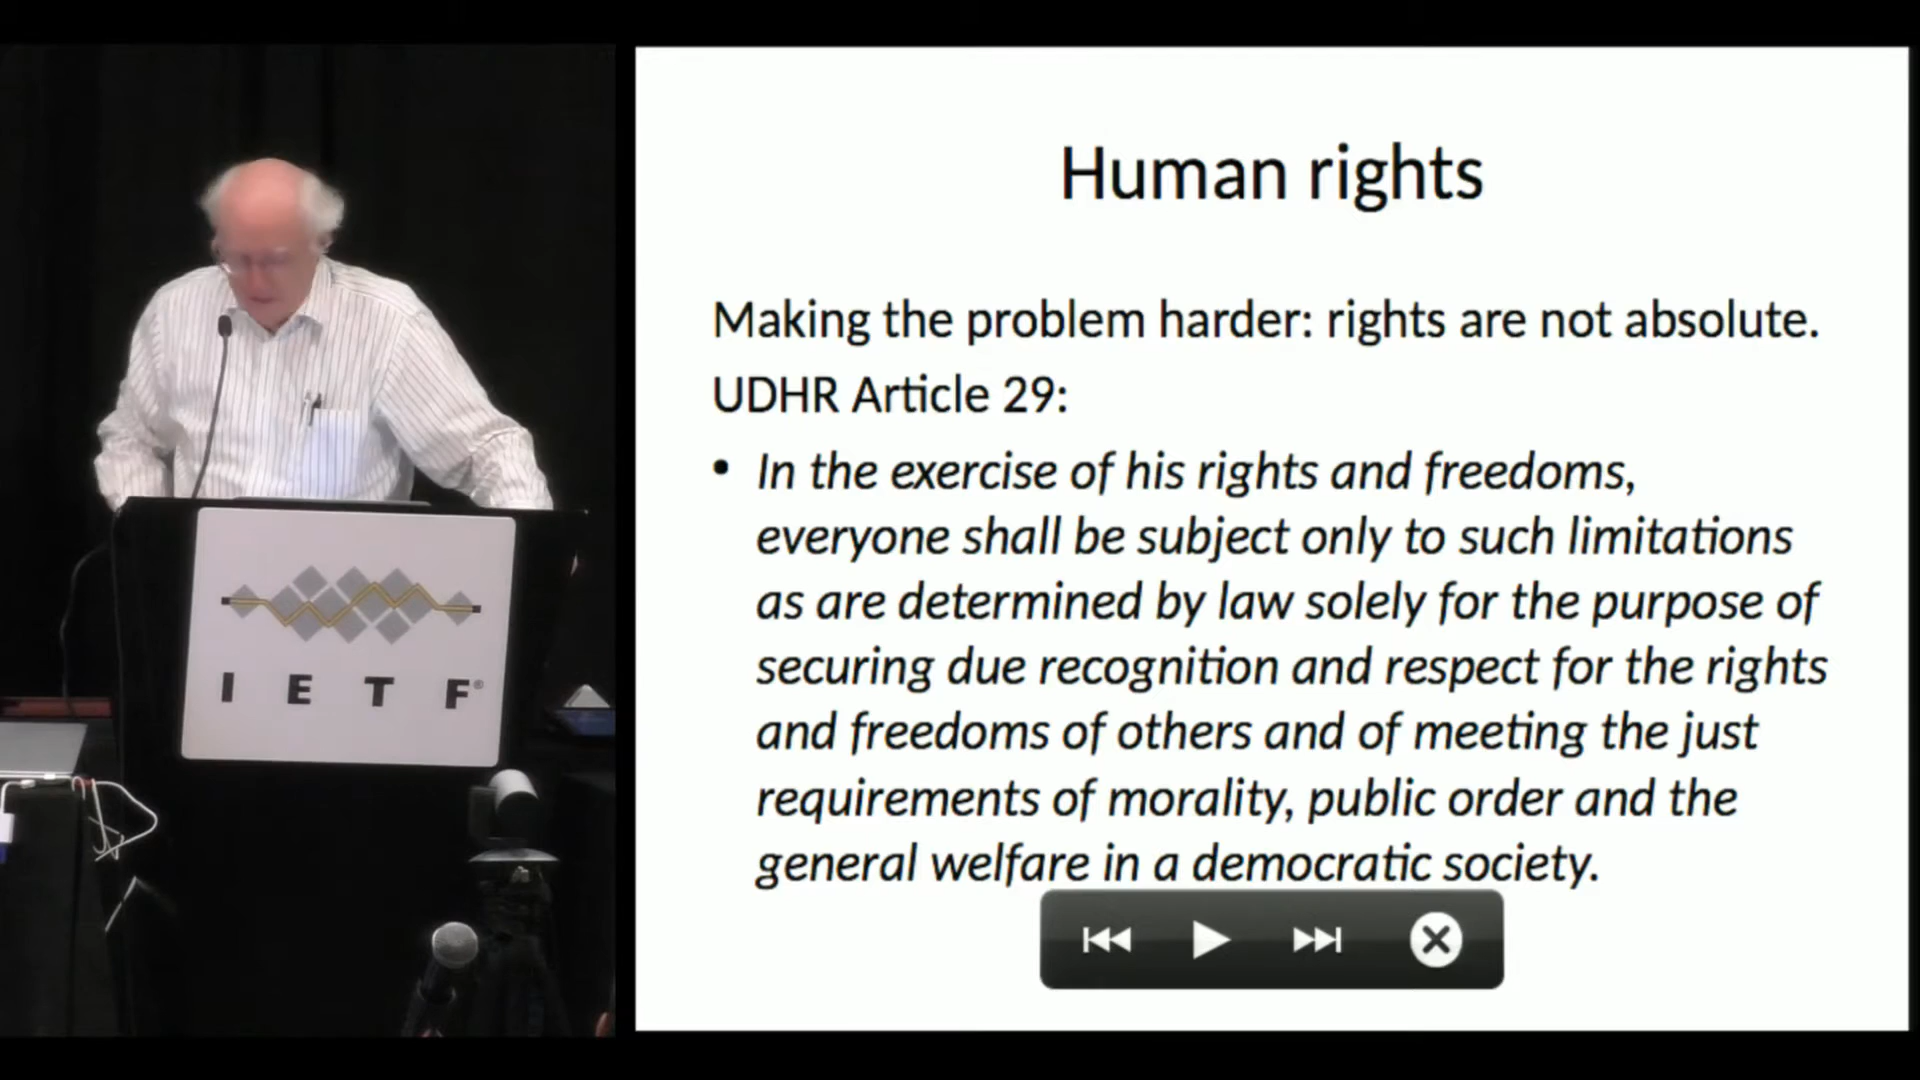 Human rights
Making the problem harder: rights are not absolute.
UDHR Article 29:
• In the exercise of his rights and freedoms,
everyone shall be subject only to such limitations
as are determined by law solely for the purpose of
securing due recognition and respect for the rights
and freedoms of others and of meeting the just
requirements of morality, public order and the
general welfare in a democratic society.
I E T F®